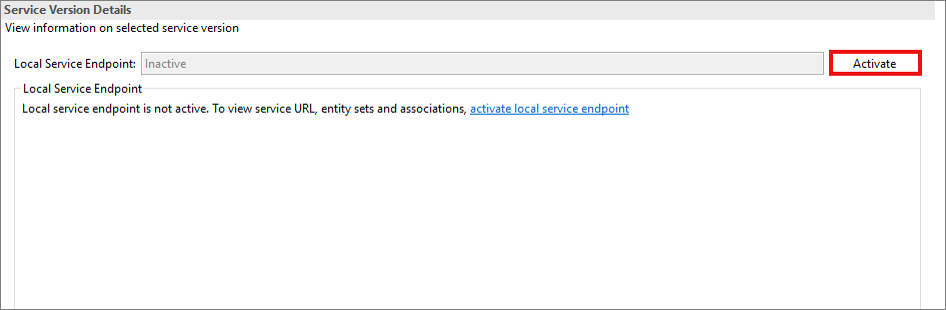 Service Version Details
View information on selected service version
Local Service Endpoint: Inactive Activate
Local Service Endpoint
Local service endpoint is not active. To view service URL, entity sets and associations, activate local service endpoint